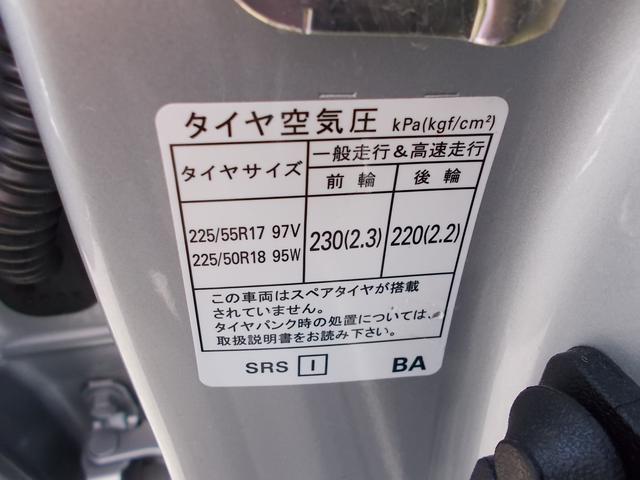 タイヤ空気圧 kPa(kgf/cm²)
タイヤサイズ 一般走行&高速走行
前輪 後輪
225/55R17 97V 230(2.3) 220(2.2)
225/50R18 95W
この車両はスペアタイヤが搭載
されていません。
タイヤパンク時の処置については、
取扱説明書をお読み下さい。
SRS I BA